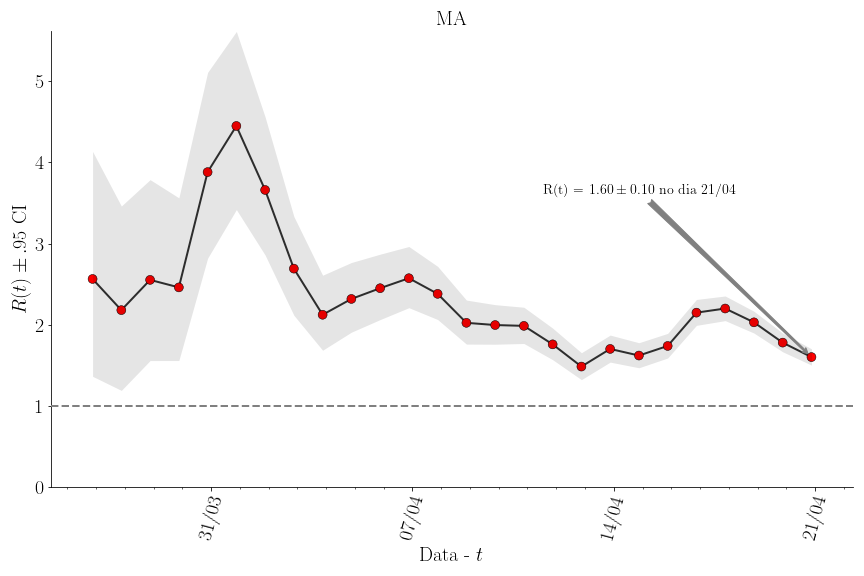 MA
R(t) ± .95 CI
5
4
3
2
1
0
R(t) = 1.60 ± 0.10 no dia 21/04
31/03
07/04
14/04
21/04
Data - t